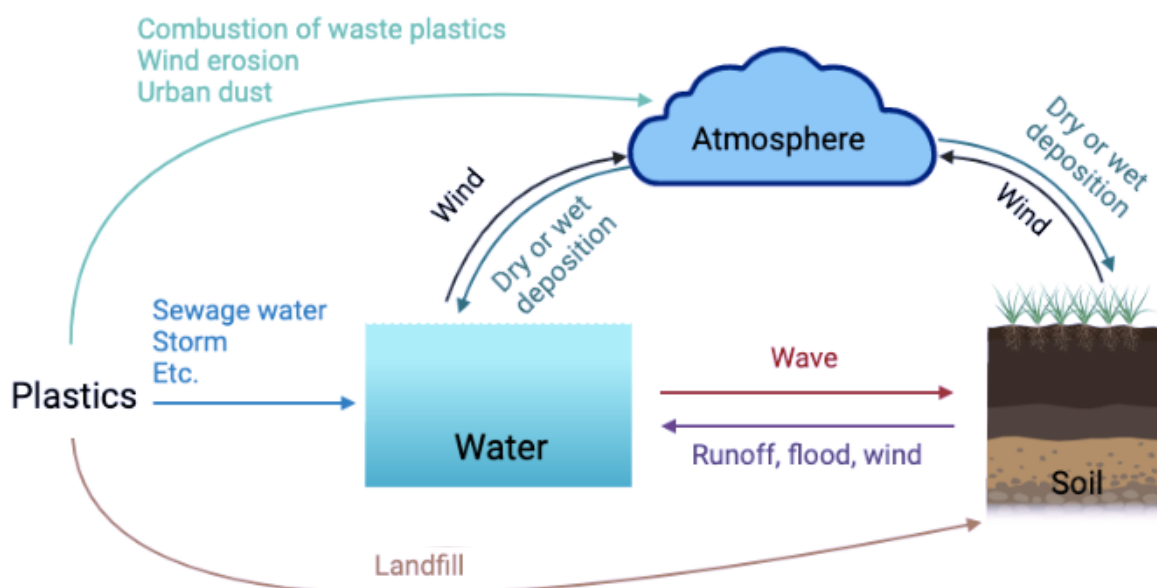 Combustion of waste plastics
Wind erosion
Urban dust
Atmosphere
Dry or wet
deposition
Wind
Wind
Dry or wet
deposition
Sewage water
Storm
Etc.
Plastics
Wave
Water
Runoff, flood, wind
Soil
Landfill